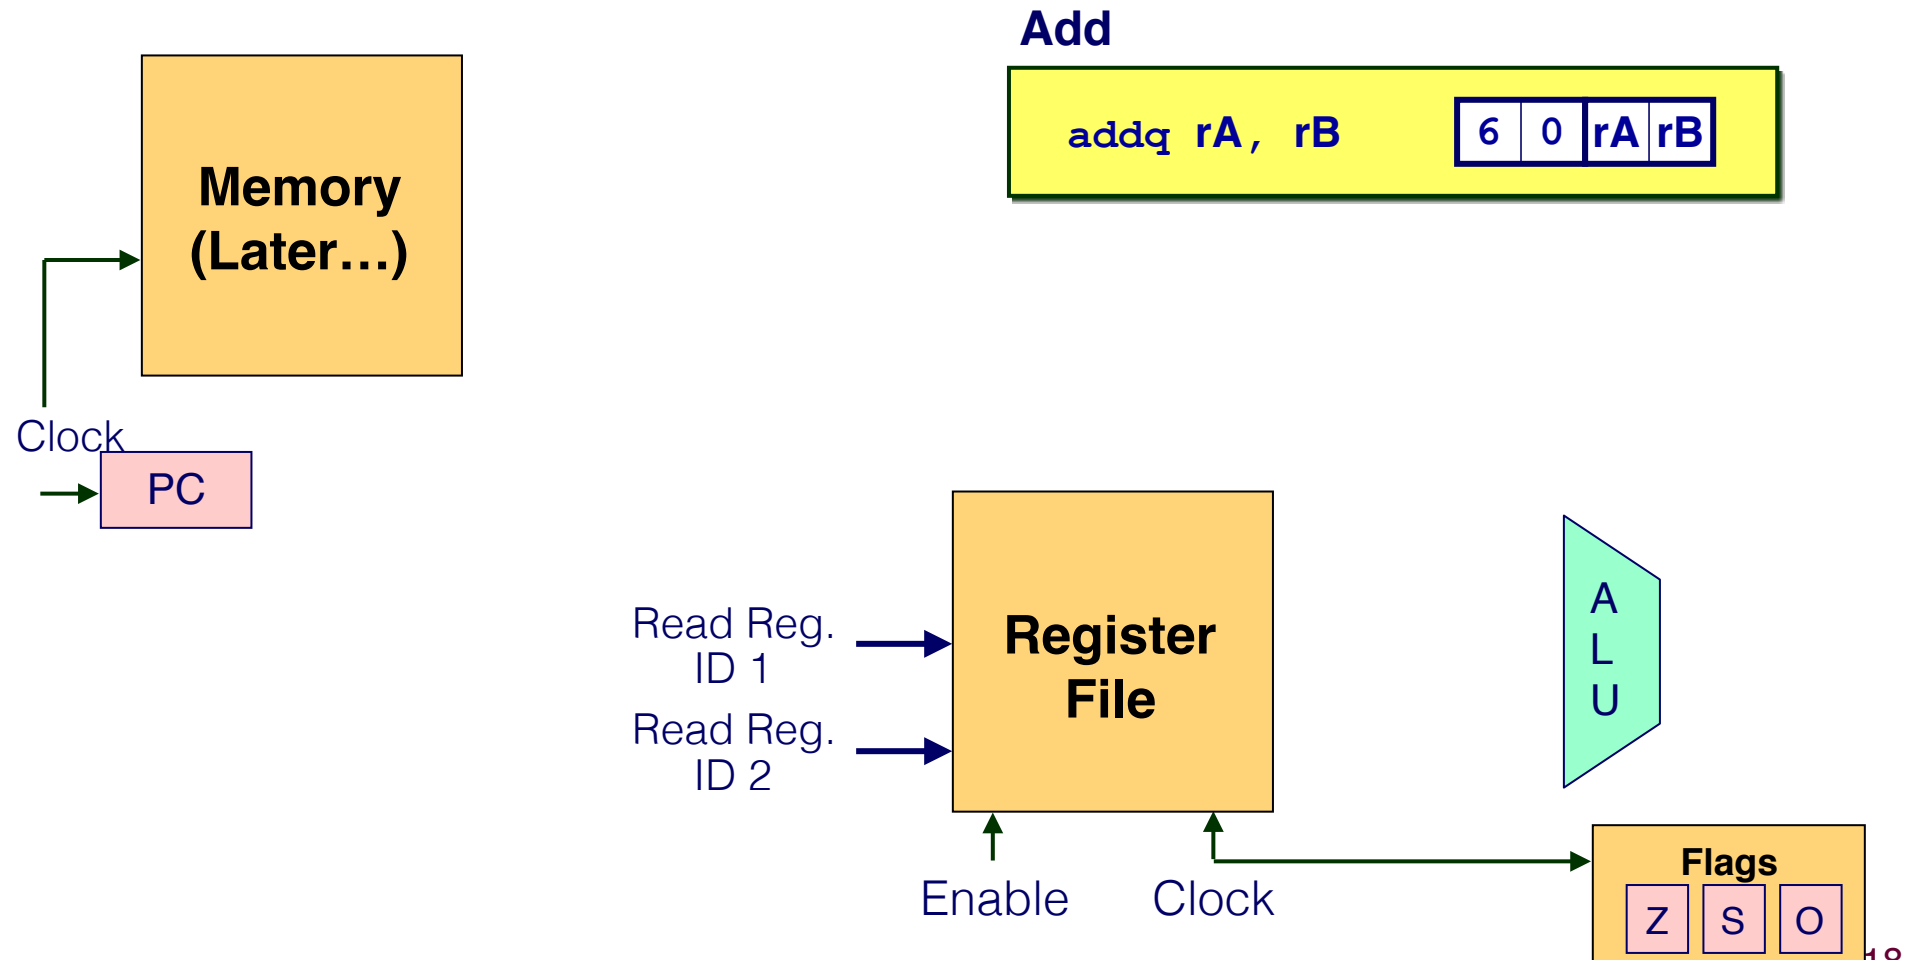 Add
addq rA, rB
6 0 rA rB
Memory
(Later…)
Clock
PC
Read Reg.
ID 1
Read Reg.
ID 2
Register
File
A
L
U
Enable
Clock
Flags
Z S O
18